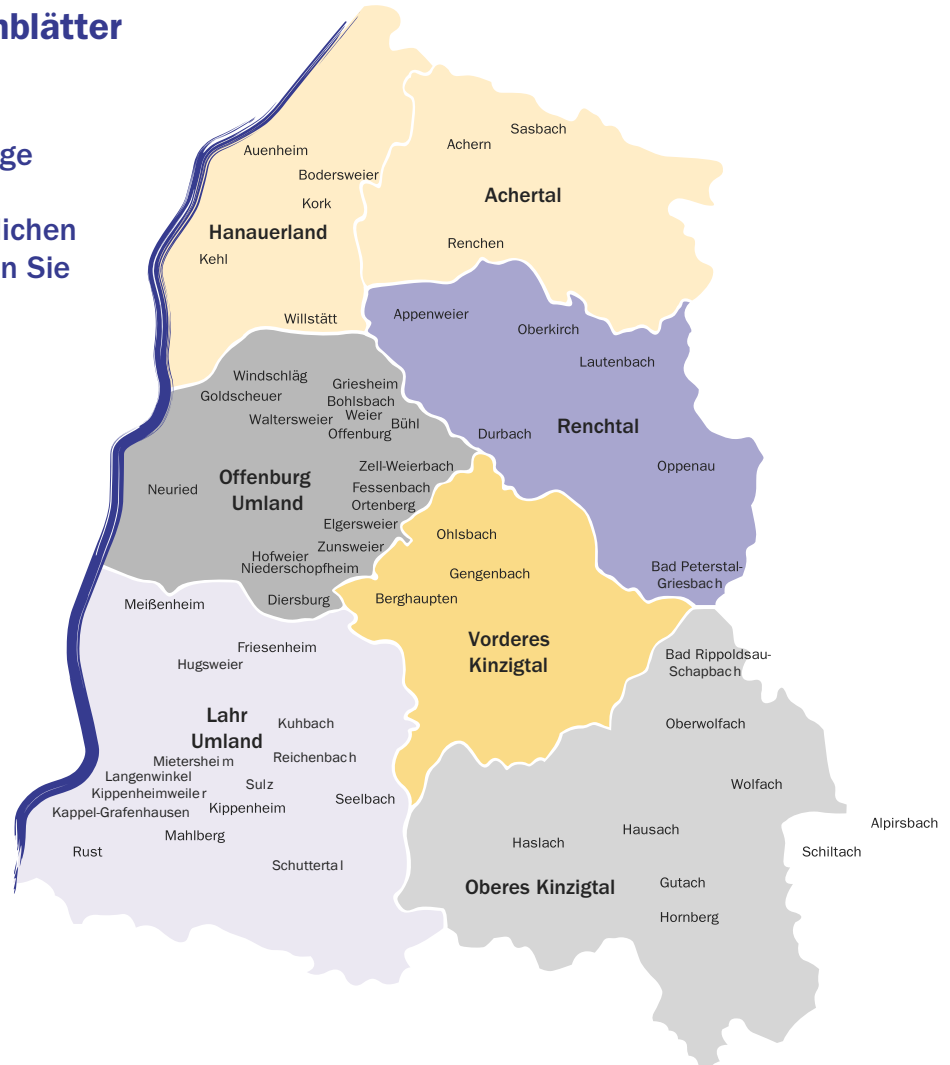 nblätter
ge
lichen
n Sie
Sasbach
Achern
Auenheim
Bodersweier
Achertal
Kork
Hanauerland
Renchen
Kehl
Appenweier
Willstätt
Oberkirch
Lautenbach
Windschläg
Griesheim
Goldscheuer
Bohlsbach
Weier
Waltersweier
Bühl
Offenburg
Durbach
Renchtal
Zell-Weierbach
Oppenau
Offenburg
Umland
Neuried
Fessenbach
Ortenberg
Elgersweier
Ohlsbach
Zunsweier
Hofweier
Niederschopfheim
Gengenbach
Bad Peterstal-
Griesbach
Diersburg
Berghaupten
Meißenheim
Vorderes
Kinzigtal
Friesenheim
Hugsweier
Bad Rippoldsau-
Schapbach
Lahr
Umland
Kuhbach
Oberwolfach
Mietersheim
Reichenbach
Langenwinkel
Sulz
Wolfach
Kippenheimweiler
Seelbach
Kippenheim
Kappel-Grafenhausen
Alpirsbach
Mahlberg
Hausach
Haslach
Rust
Schiltach
Schuttertal
Oberes Kinzigtal
Gutach
Hornberg